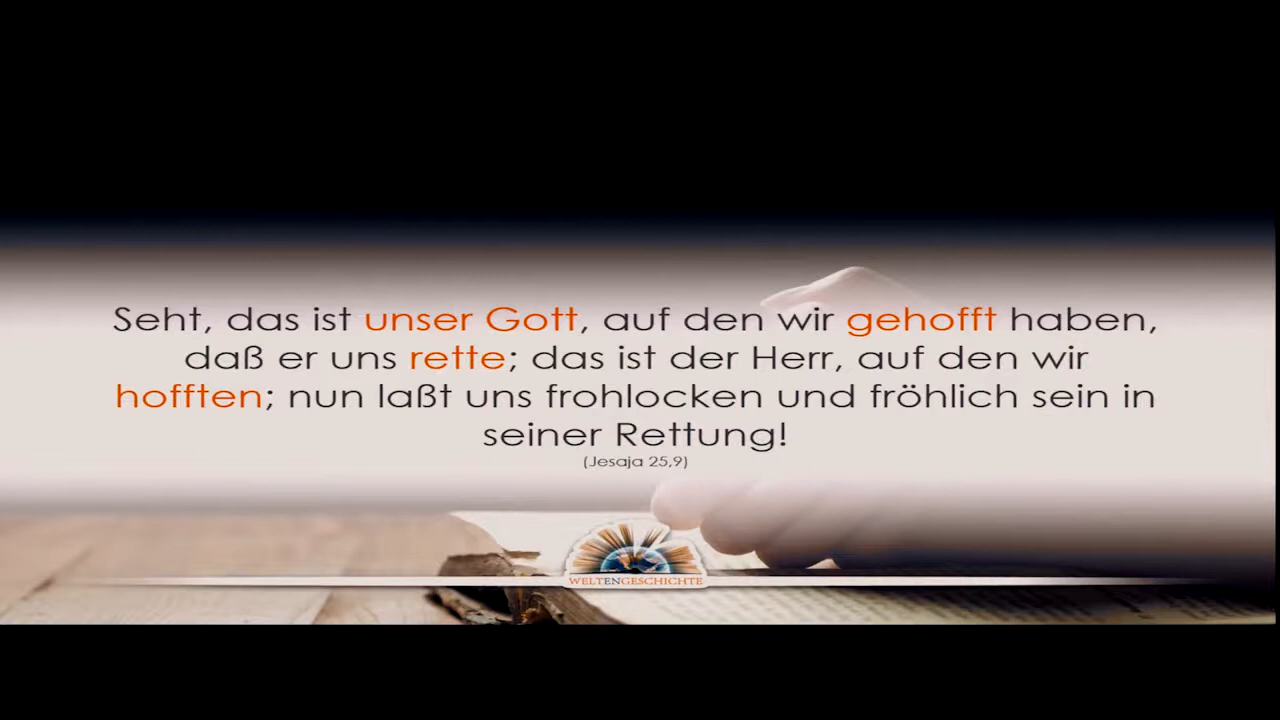 Seht, das ist unser Gott, auf den wir gehofft haben,
daß er uns rette; das ist der Herr, auf den wir
hofften; nun laßt uns frohlocken und fröhlich sein in
seiner Rettung!
(Jesaja 25,9)
WELTENGESCHICHTE